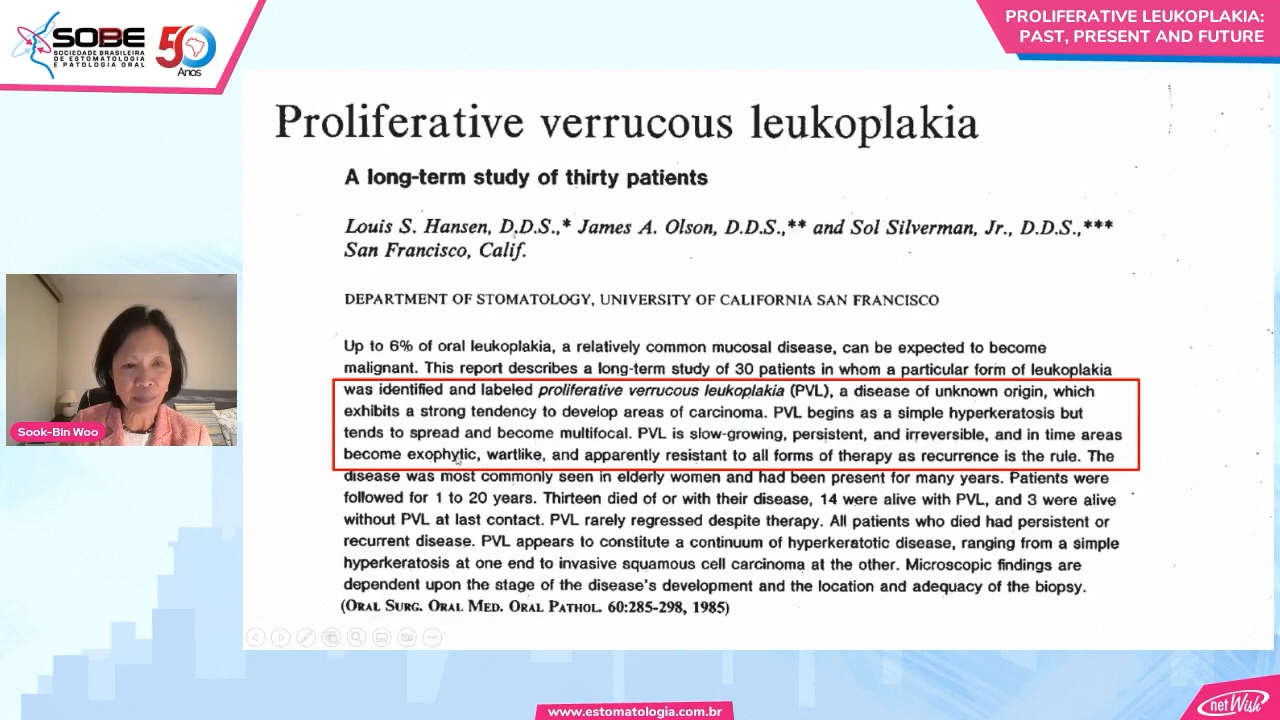 SOBE
SOCIEDADE BRASILEIRA
DE ESTOMATOLOGIA
E PATOLOGIA ORAL
50
Anos
PROLIFERATIVE LEUKOPLAKIA:
PAST, PRESENT AND FUTURE
Proliferative verrucous leukoplakia
A long-term study of thirty patients
Louis S. Hansen, D.D.S.,* James A. Olson, D.D.S.,** and Sol Silverman, Jr., D.D.S.,***
San Francisco, Calif.
DEPARTMENT OF STOMATOLOGY, UNIVERSITY OF CALIFORNIA SAN FRANCISCO
Up to 6% of oral leukoplakia, a relatively common mucosal disease, can be expected to become
malignant. This report describes a long-term study of 30 patients in whom a particular form of leukoplakia
was identified and labeled proliferative verrucous leukoplakia (PVL), a disease of unknown origin, which
exhibits a strong tendency to develop areas of carcinoma. PVL begins as a simple hyperkeratosis but
tends to spread and become multifocal. PVL is slow-growing, persistent, and irreversible, and in time areas
become exophytic, wartlike, and apparently resistant to all forms of therapy as recurrence is the rule. The
disease was most commonly seen in elderly women and had been present for many years. Patients were
followed for 1 to 20 years. Thirteen died of or with their disease, 14 were alive with PVL, and 3 were alive
without PVL at last contact. PVL rarely regressed despite therapy. All patients who died had persistent or
recurrent disease. PVL appears to constitute a continuum of hyperkeratotic disease, ranging from a simple
hyperkeratosis at one end to invasive squamous cell carcinoma at the other. Microscopic findings are
dependent upon the stage of the disease's development and the location and adequacy of the biopsy.
(ORAL SURG. ORAL MED. ORAL PATHOL. 60:285-298, 1985)
Sook-Bin Woo
www.estomatologia.com.br
netWish